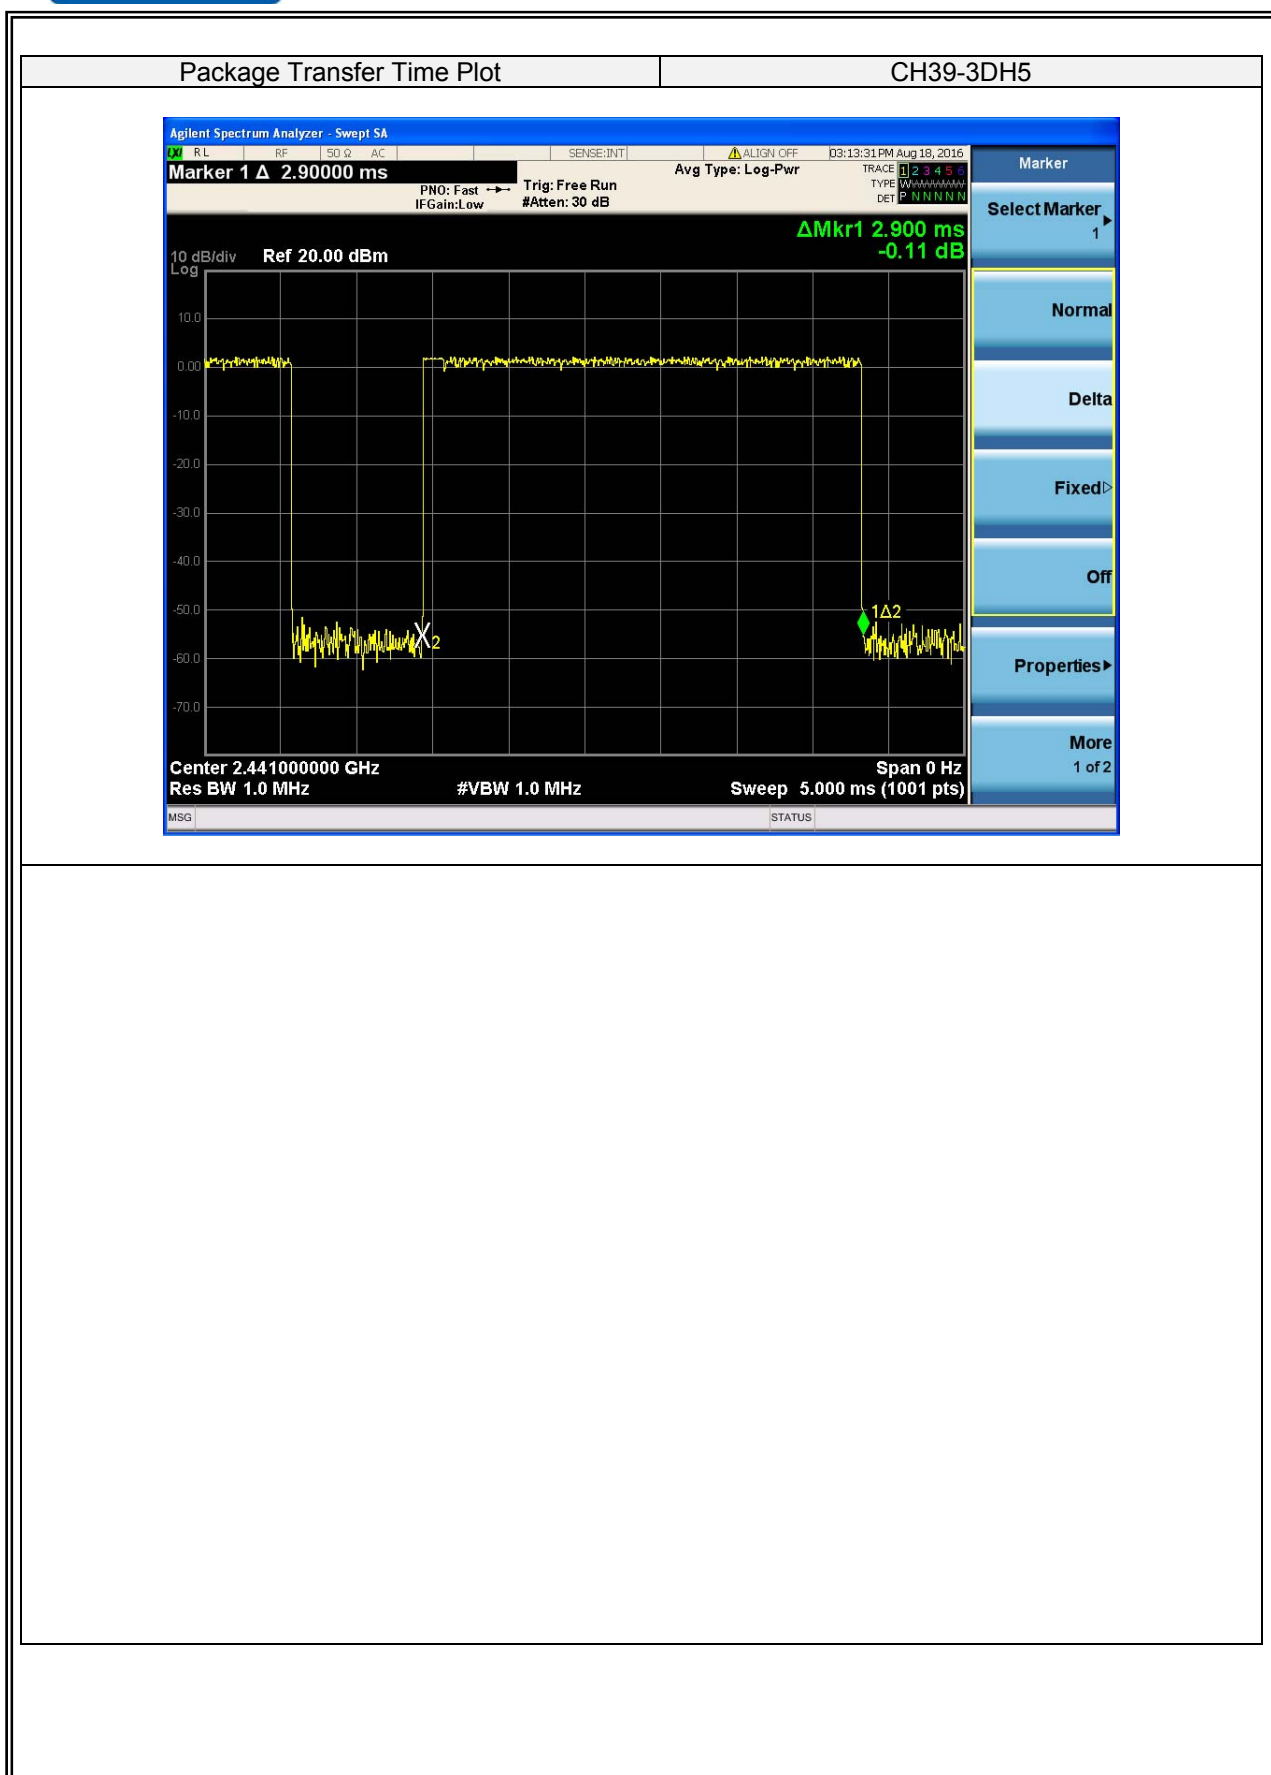 Package Transfer Time Plot CH39-3DH5
Agilent Spectrum Analyzer - Swept SA
LXI RL RF 50 Ω AC SENSE:INT ALIGN OFF 03:13:31 PM Aug 18, 2016
Marker 1 Δ 2.90000 ms
PNO: Fast
IFGain:Low
Trig: Free Run
#Atten: 30 dB
Avg Type: Log-Pwr
TRACE 1 2 3 4 5 6
TYPE WWWWWW
DET P N N N N N
ΔMkr1 2.900 ms
-0.11 dB
10 dB/div Ref 20.00 dBm
Log
10.0
0.00
-10.0
-20.0
-30.0
-40.0
-50.0
-60.0
-70.0
1Δ2
X2
Center 2.441000000 GHz Span 0 Hz
Res BW 1.0 MHz #VBW 1.0 MHz Sweep 5.000 ms (1001 pts)
MSG STATUS
Marker
Select Marker
1
Normal
Delta
Fixed
Off
Properties
More
1 of 2